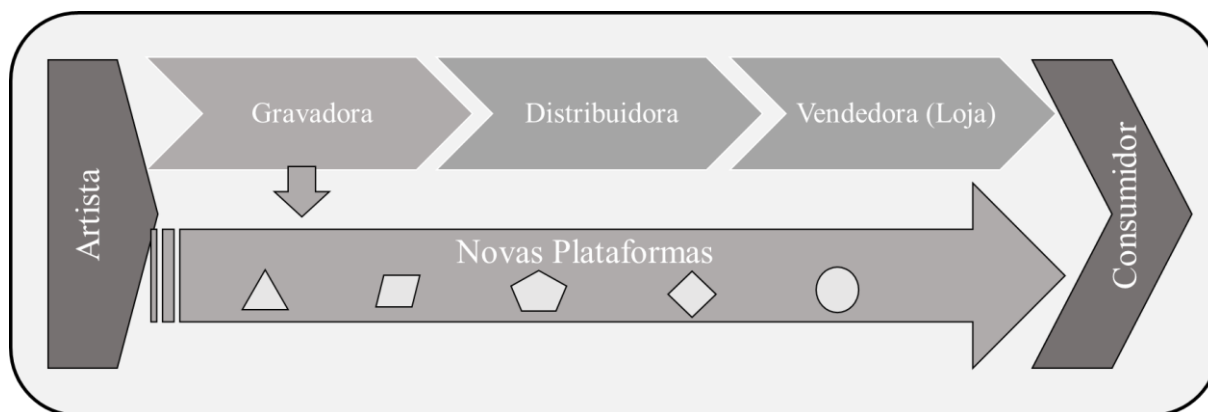 Artista
Gravadora
Distribuidora
Vendedora (Loja)
Novas Plataformas
Consumidor